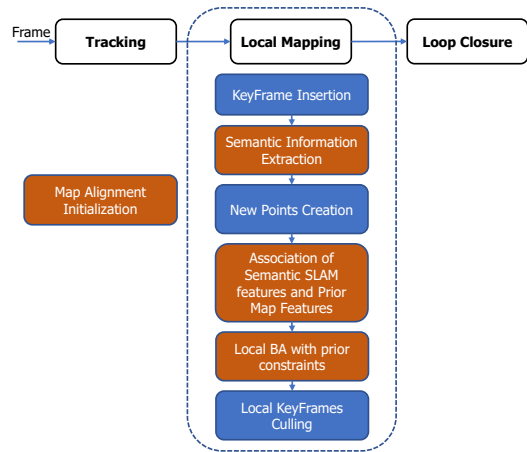 Frame
Tracking
Local Mapping
Loop Closure
KeyFrame Insertion
Semantic Information
Extraction
Map Alignment
Initialization
New Points Creation
Association of
Semantic SLAM
features and Prior
Map Features
Local BA with prior
constraints
Local KeyFrames
Culling